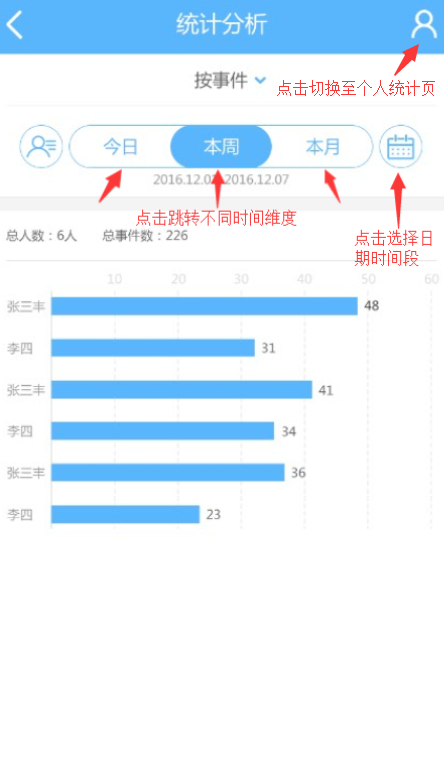 统计分析
按事件
点击切换至个人统计页
今日 本周 本月
2016.12.07
点击跳转不同时间维度
点击选择日
期时间段
总人数：6人 总事件数：226
10 20 30 40 50 60
张三丰 48
李四 31
张三丰 41
李四 34
张三丰 36
李四 23